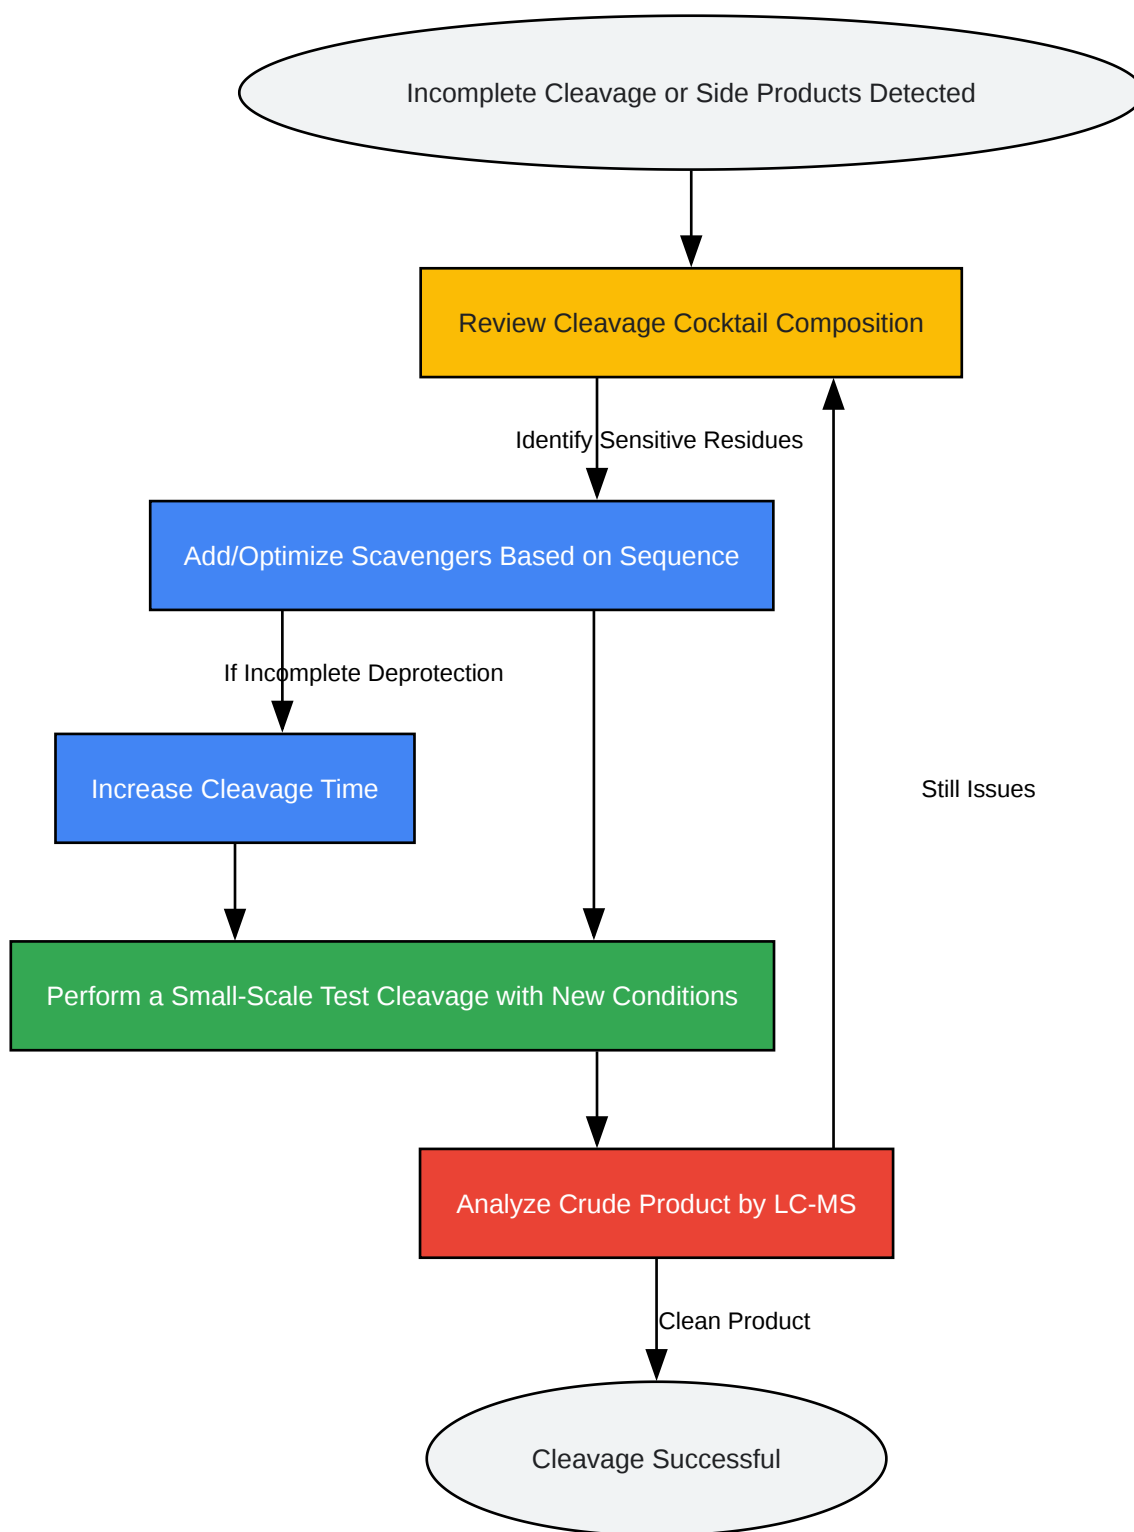 Incomplete Cleavage or Side Products Detected
Review Cleavage Cocktail Composition
Identify Sensitive Residues
Add/Optimize Scavengers Based on Sequence
If Incomplete Deprotection
Increase Cleavage Time
Still Issues
Perform a Small-Scale Test Cleavage with New Conditions
Analyze Crude Product by LC-MS
Clean Product
Cleavage Successful